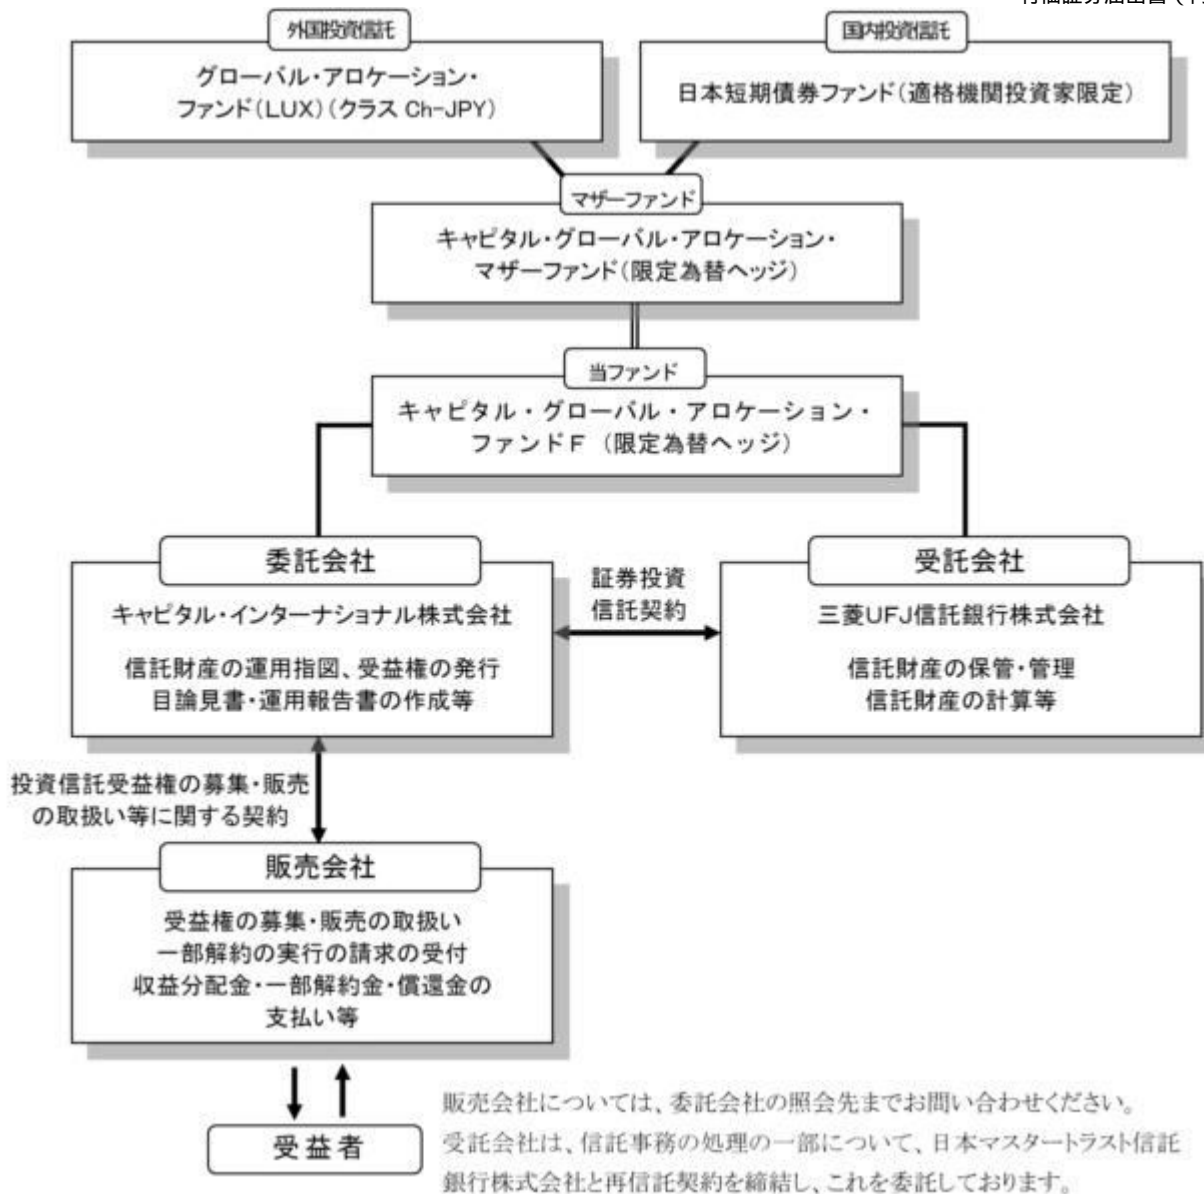 外国投資信託
グローバル・アロケーション・
ファンド(LUX)(クラス Ch-JPY)
国内投資信託
日本短期債券ファンド(適格機関投資家限定)
マザーファンド
キャピタル・グローバル・アロケーション・
マザーファンド(限定為替ヘッジ)
当ファンド
キャピタル・グローバル・アロケーション・
ファンドF (限定為替ヘッジ)
委託会社
キャピタル・インターナショナル株式会社
信託財産の運用指図、受益権の発行
目論見書・運用報告書の作成等
証券投資
信託契約
受託会社
三菱UFJ信託銀行株式会社
信託財産の保管・管理
信託財産の計算等
投資信託受益権の募集・販売
の取扱い等に関する契約
販売会社
受益権の募集・販売の取扱い
一部解約の実行の請求の受付
収益分配金・一部解約金・償還金の
支払い等
受益者
販売会社については、委託会社の照会先までお問い合わせください。
受託会社は、信託事務の処理の一部について、日本マスタートラスト信託
銀行株式会社と再信託契約を締結し、これを委託しております。